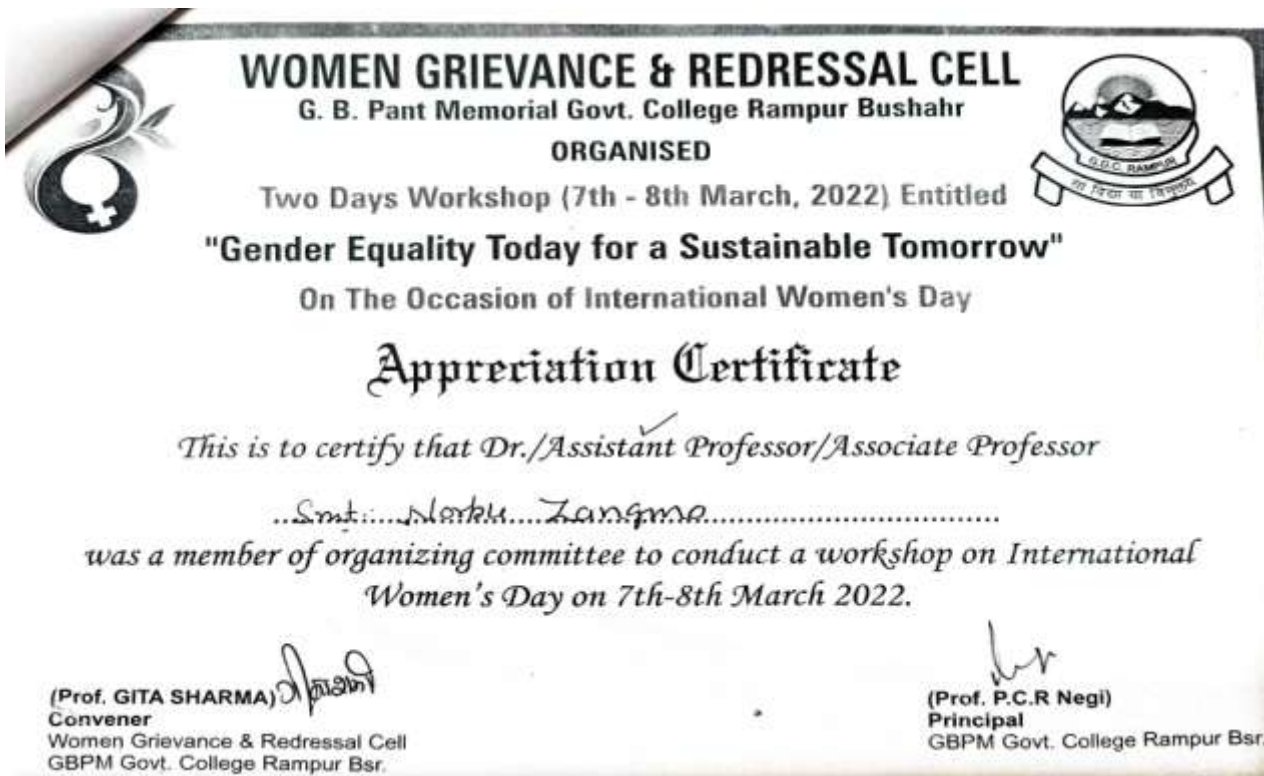 WOMEN GRIEVANCE & REDRESSAL CELL
G. B. Pant Memorial Govt. College Rampur Bushahr
ORGANISED
Two Days Workshop (7th - 8th March, 2022) Entitled
"Gender Equality Today for a Sustainable Tomorrow"
On The Occasion of International Women's Day
G.D.C. RAMPUR
सा विद्या या विमुक्तये
Appreciation Certificate
This is to certify that Dr./Assistant Professor/Associate Professor
Smt. Norbu Zangmo
was a member of organizing committee to conduct a workshop on International
Women's Day on 7th-8th March 2022.
(Prof. GITA SHARMA)
Convener
Women Grievance & Redressal Cell
GBPM Govt. College Rampur Bsr.
(Prof. P.C.R Negi)
Principal
GBPM Govt. College Rampur Bsr.